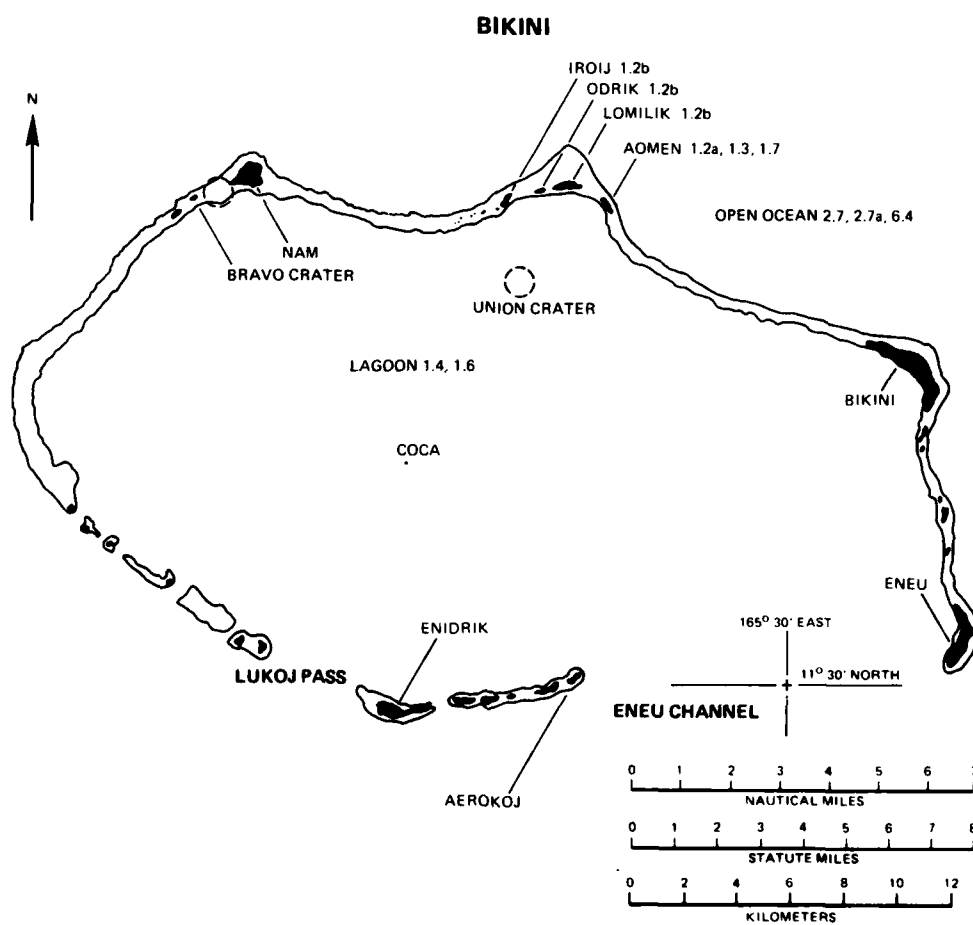 BIKINI
IROIJ 1.2b
ODRIK 1.2b
LOMILIK 1.2b
AOMEN 1.2a, 1.3, 1.7
N
OPEN OCEAN 2.7, 2.7a, 6.4
NAM
BRAVO CRATER
UNION CRATER
LAGOON 1.4, 1.6
BIKINI
COCA
ENEU
165° 30' EAST
ENIDRIK
LUKOJ PASS
11° 30' NORTH
ENEU CHANNEL
AEROKOJ
0 1 2 3 4 5 6 7
NAUTICAL MILES
0 1 2 3 4 5 6 7 8
STATUTE MILES
0 2 4 6 8 10 12
KILOMETERS